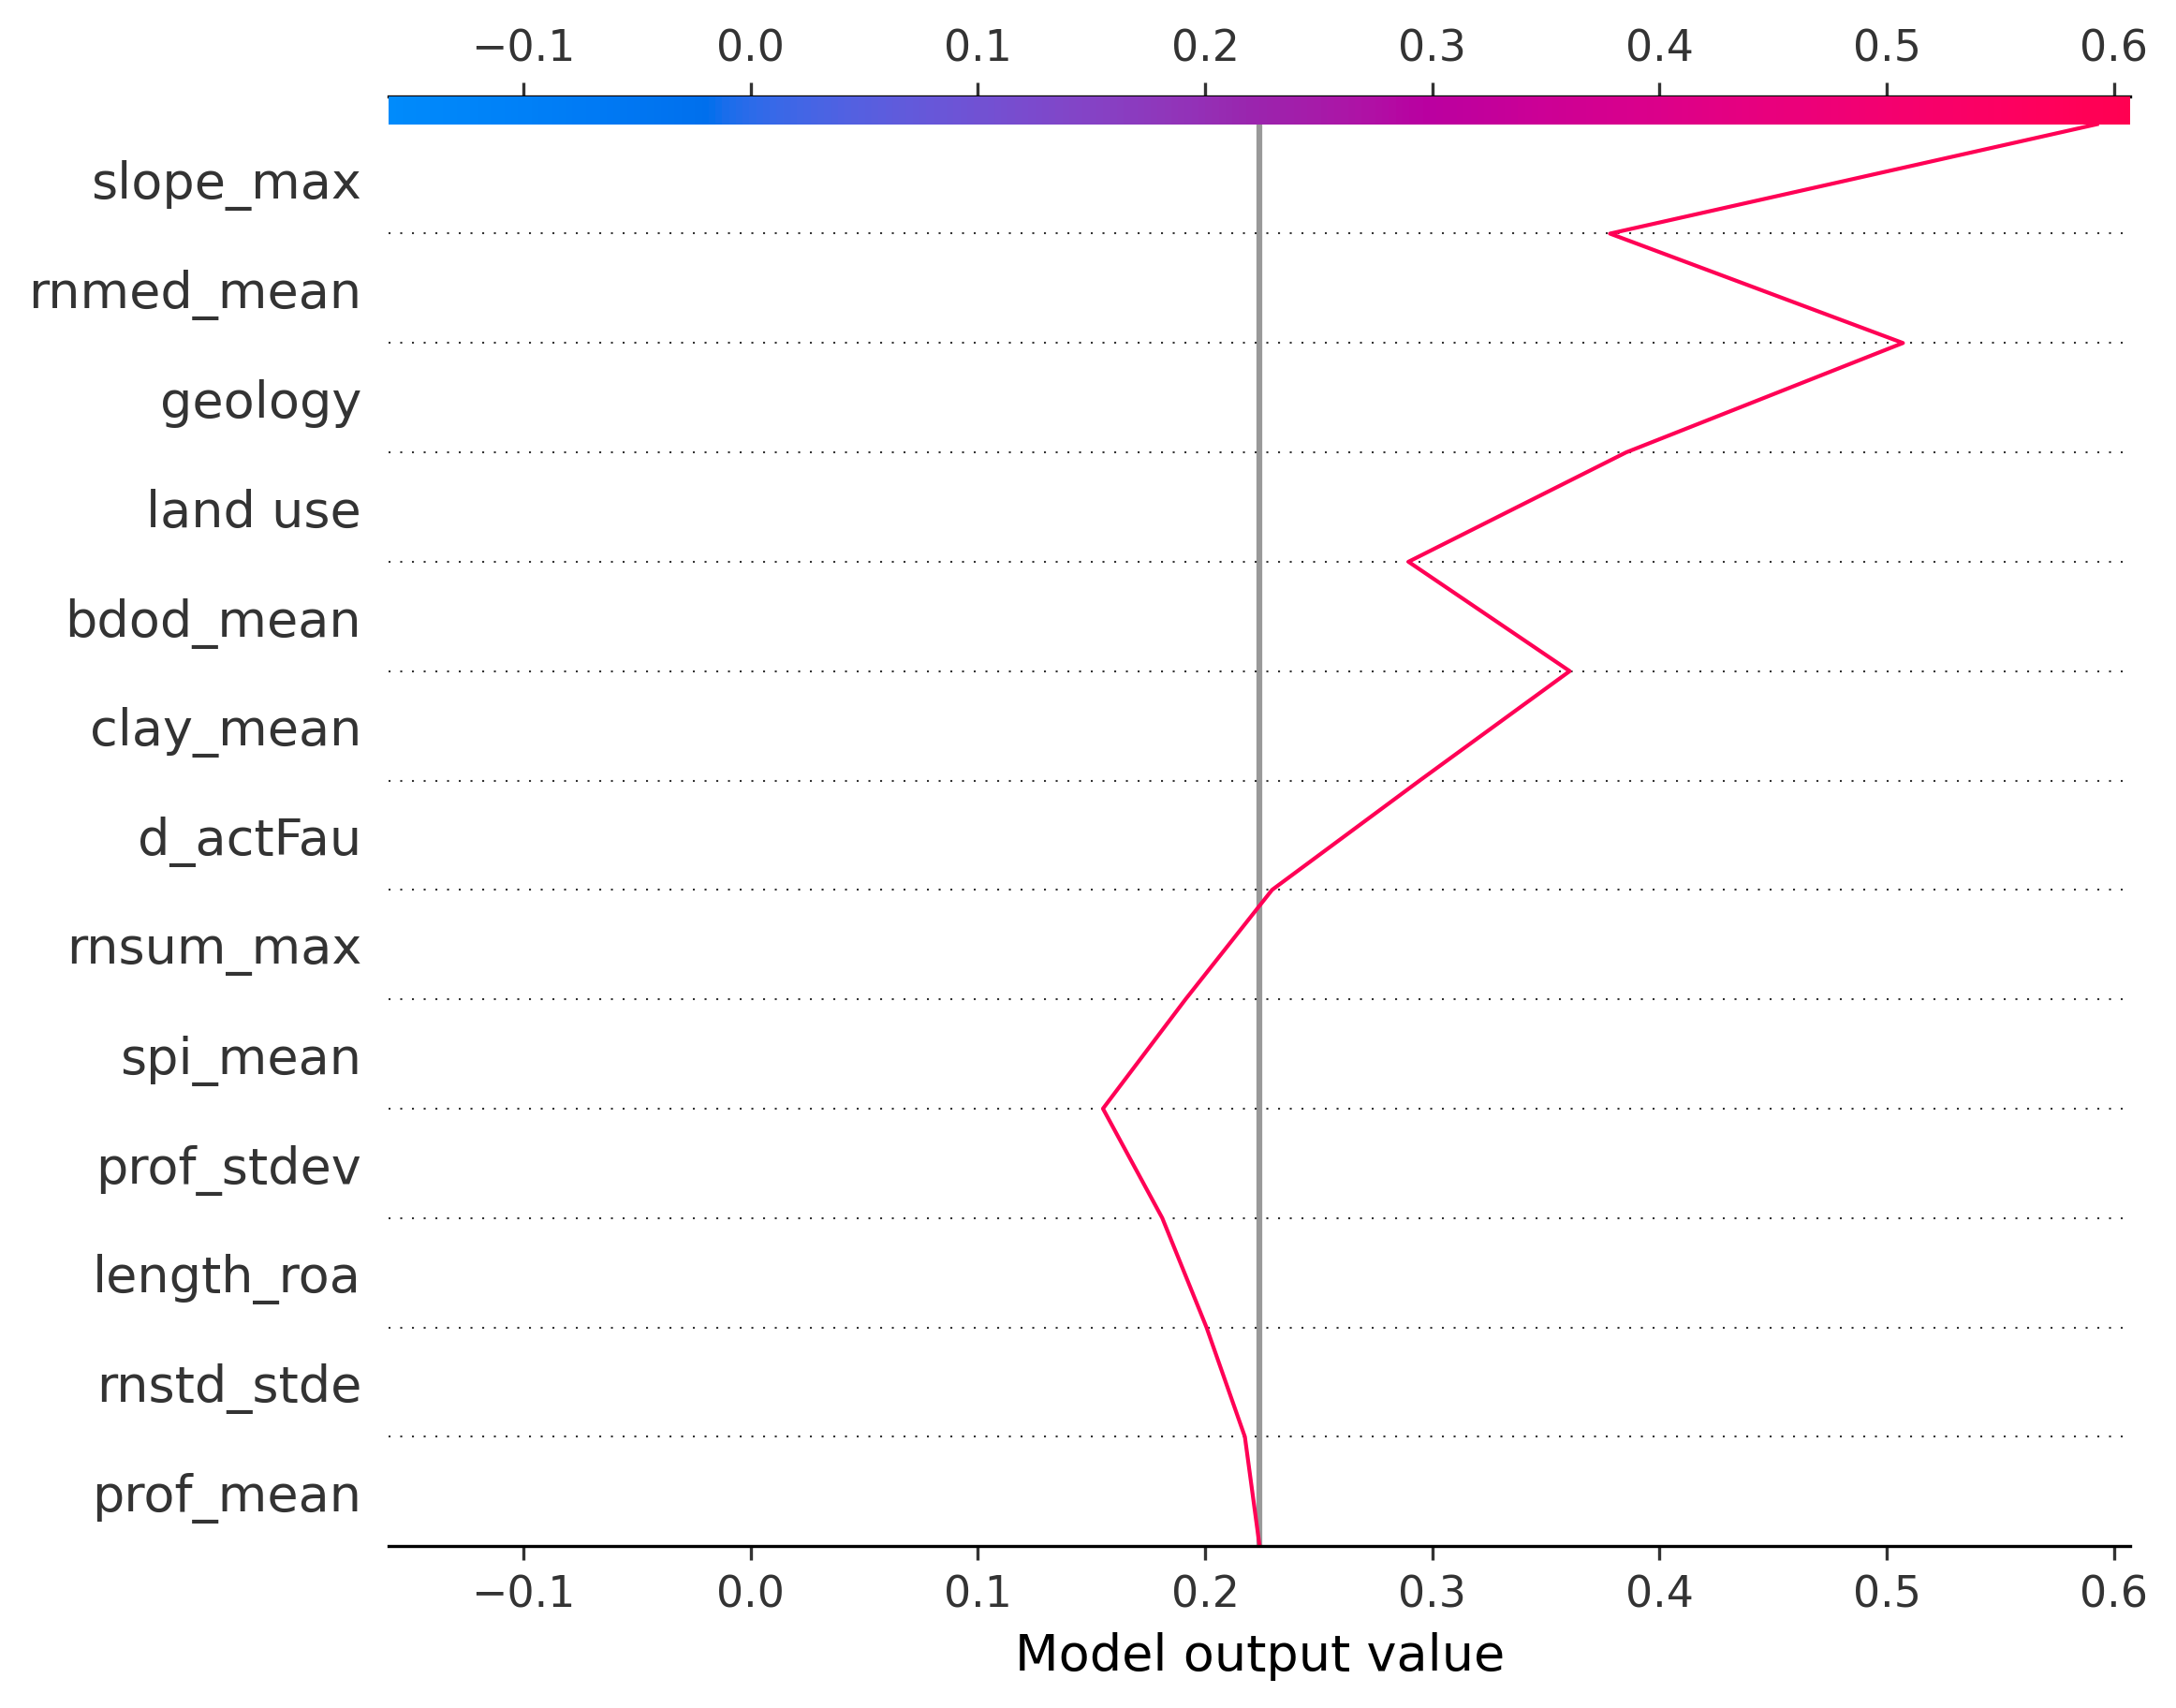 −0.1 0.0 0.1 0.2 0.3 0.4 0.5 0.6
slope_max
rnmed_mean
geology
land use
bdod_mean
clay_mean
d_actFau
rnsum_max
spi_mean
prof_stdev
length_roa
rnstd_stde
prof_mean
−0.1 0.0 0.1 0.2 0.3 0.4 0.5 0.6
Model output value